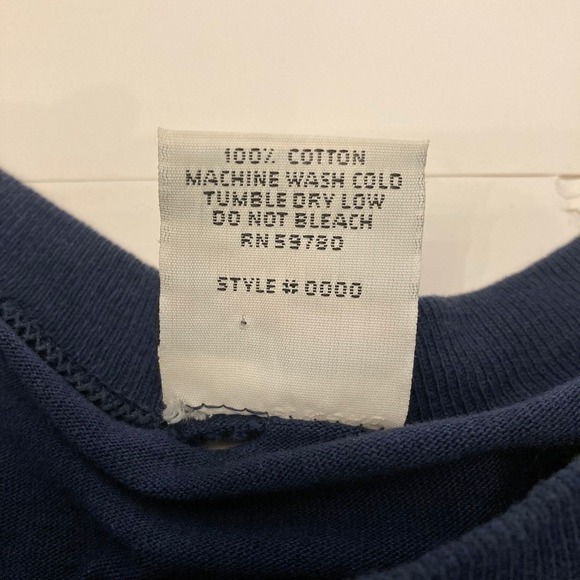 100% COTTON
MACHINE WASH COLD
TUMBLE DRY LOW
DO NOT BLEACH
RN 59780
STYLE # 0000